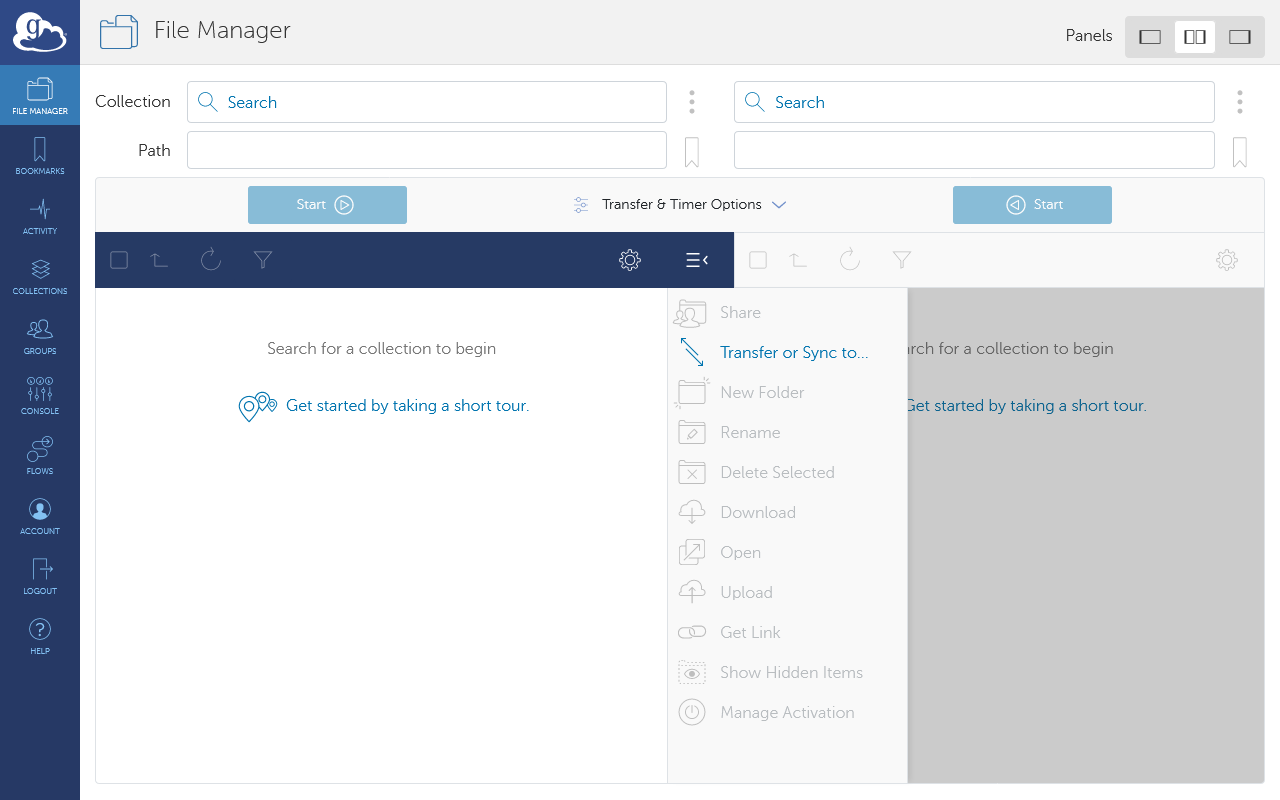 g
File Manager
Panels
FILE MANAGER
BOOKMARKS
ACTIVITY
COLLECTIONS
GROUPS
CONSOLE
FLOWS
ACCOUNT
LOGOUT
? HELP
Collection
Search
Search
Path
Start
Transfer & Timer Options
Start
Search for a collection to begin
Get started by taking a short tour.
Share
Transfer or Sync to...
New Folder
Rename
Delete Selected
Download
Open
Upload
Get Link
Show Hidden Items
Manage Activation
rch for a collection to begin
Get started by taking a short tour.